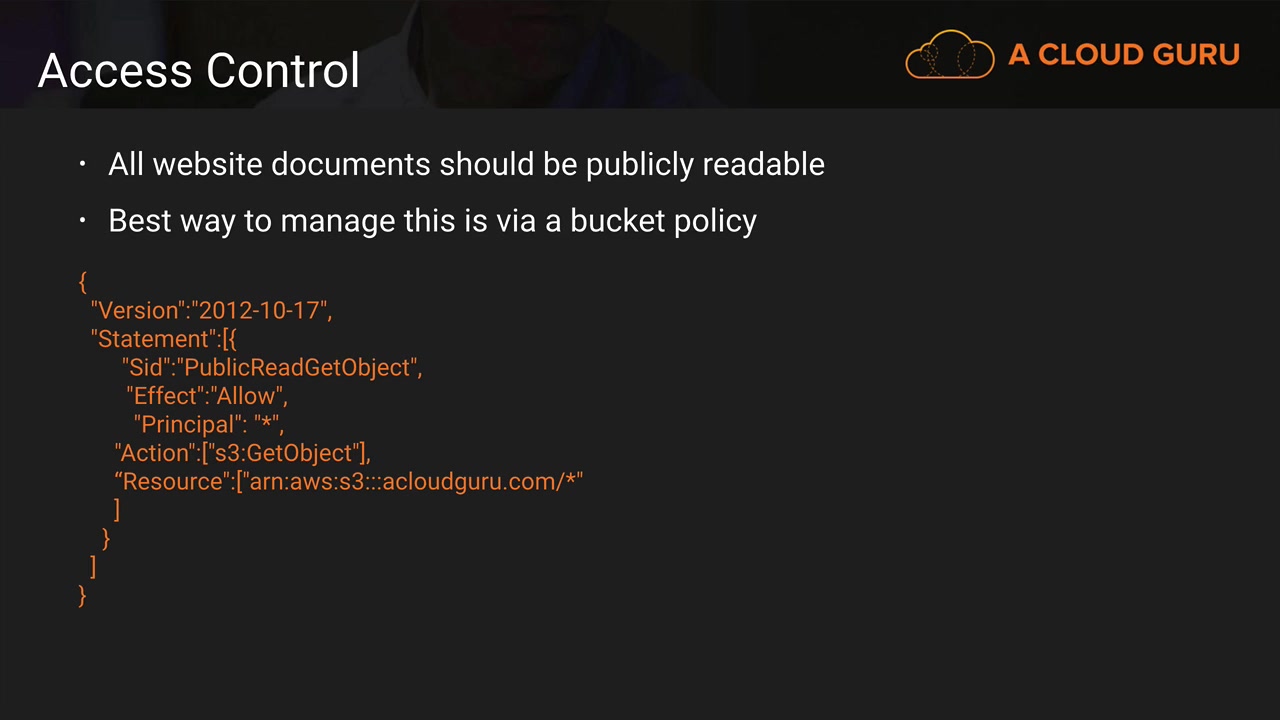 Access Control
A CLOUD GURU
• All website documents should be publicly readable
• Best way to manage this is via a bucket policy
{
"Version":"2012-10-17",
"Statement":[{
"Sid":"PublicReadGetObject",
"Effect":"Allow",
"Principal": "*",
"Action":["s3:GetObject"],
“Resource":["arn:aws:s3:::acloudguru.com/*"
]
}
]
}